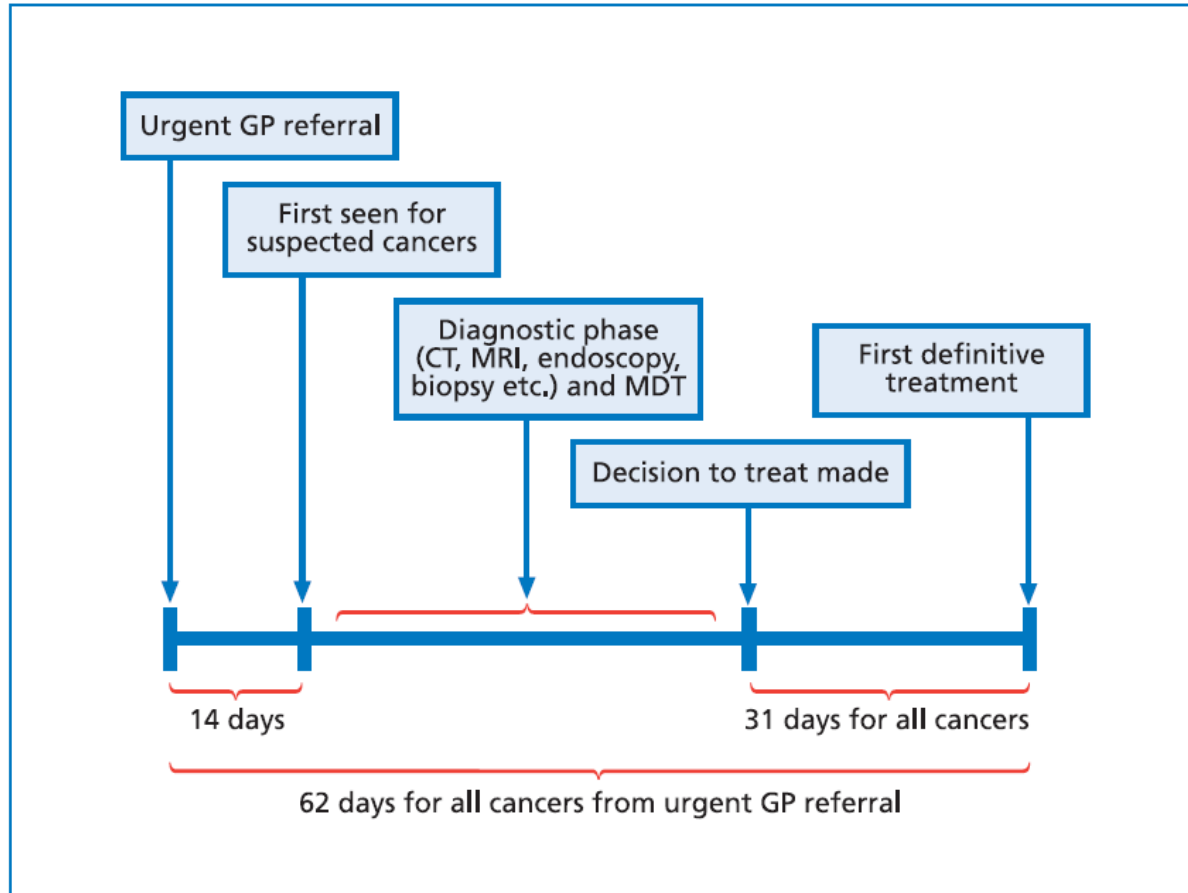 Urgent GP referral
First seen for
suspected cancers
Diagnostic phase
(CT, MRI, endoscopy,
biopsy etc.) and MDT
First definitive
treatment
Decision to treat made
14 days
31 days for all cancers
62 days for all cancers from urgent GP referral